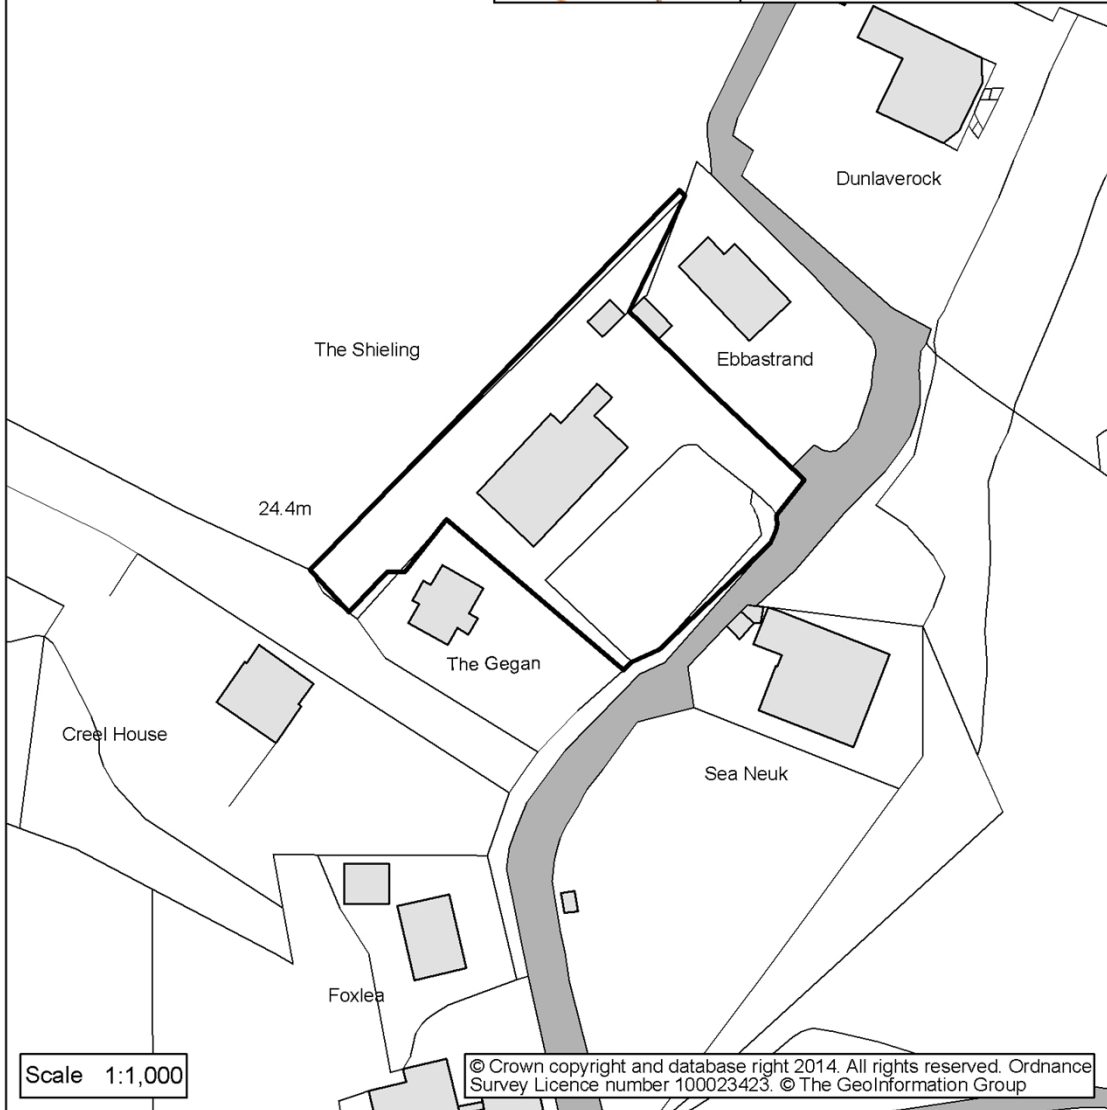 Dunlaverock
The Shieling
Ebbastrand
24.4m
The Gegan
Creel House
Sea Neuk
Foxlea
Scale 1:1,000
© Crown copyright and database right 2014. All rights reserved. Ordnance
Survey Licence number 100023423. © The GeoInformation Group